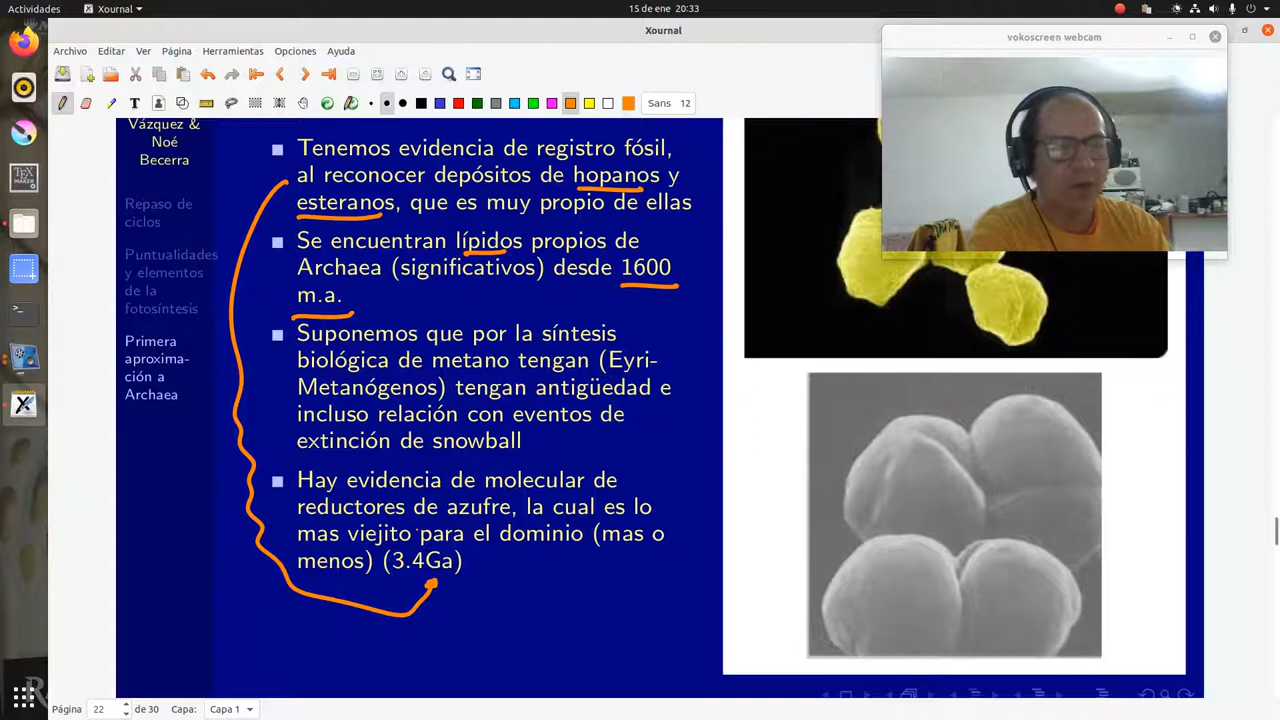 Actividades
Xournal
15 de ene 20:33
Xournal
vokoscreen webcam
Archivo Editar Ver Página Herramientas Opciones Ayuda
Sans 12
Vázquez &
Noé
Becerra
Repaso de
ciclos
Puntualidades
y elementos
de la
fotosíntesis
Primera
aproxima-
ción a
Archaea
Tenemos evidencia de registro fósil,
al reconocer depósitos de hopanos y
esteranos, que es muy propio de ellas
Se encuentran lípidos propios de
Archaea (significativos) desde 1600
m.a.
Suponemos que por la síntesis
biológica de metano tengan (Eyri-
Metanógenos) tengan antigüedad e
incluso relación con eventos de
extinción de snowball
Hay evidencia de molecular de
reductores de azufre, la cual es lo
mas viejito para el dominio (mas o
menos) (3.4Ga)
Página 22 de 30 Capa: Capa 1